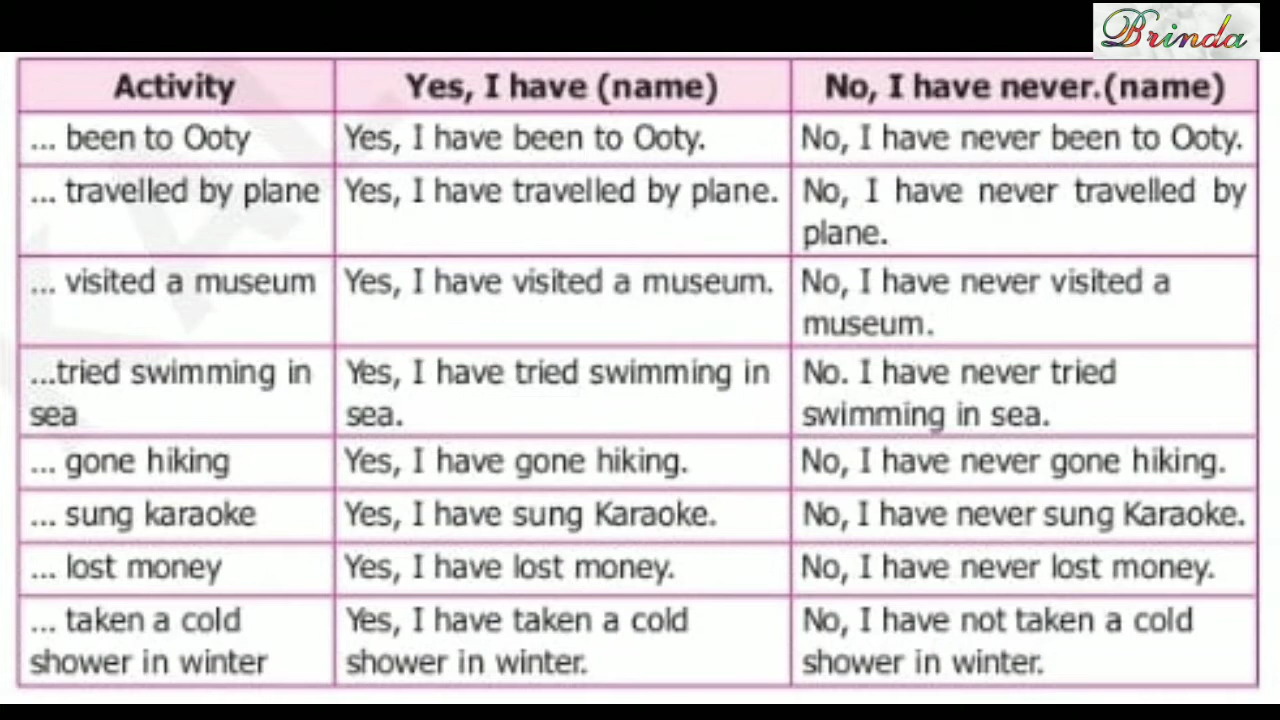 Brinda
Activity Yes, I have (name) No, I have never.(name)
... been to Ooty Yes, I have been to Ooty. No, I have never been to Ooty.
... travelled by plane Yes, I have travelled by plane. No, I have never travelled by
plane.
... visited a museum Yes, I have visited a museum. No, I have never visited a
museum.
...tried swimming in Yes, I have tried swimming in No. I have never tried
sea sea. swimming in sea.
... gone hiking Yes, I have gone hiking. No, I have never gone hiking.
... sung karaoke Yes, I have sung Karaoke. No, I have never sung Karaoke.
... lost money Yes, I have lost money. No, I have never lost money.
... taken a cold Yes, I have taken a cold No, I have not taken a cold
shower in winter shower in winter. shower in winter.